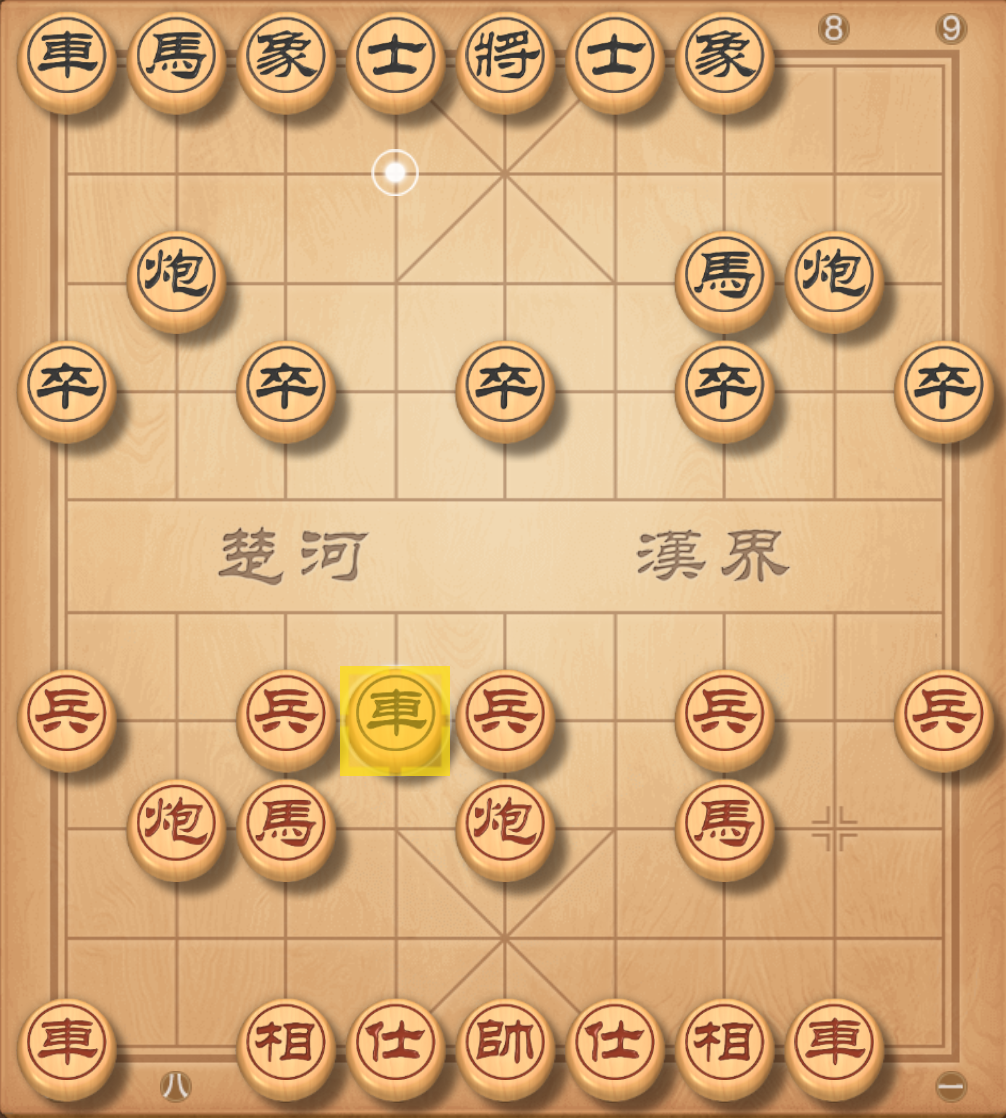 8 9
車 馬 象 士 將 士 象
炮 馬 炮
卒 卒 卒 卒 卒
楚河 漢界
兵 兵 車 兵 兵 兵
炮 馬 炮 馬
車 相 仕 帥 仕 相 車
八 一